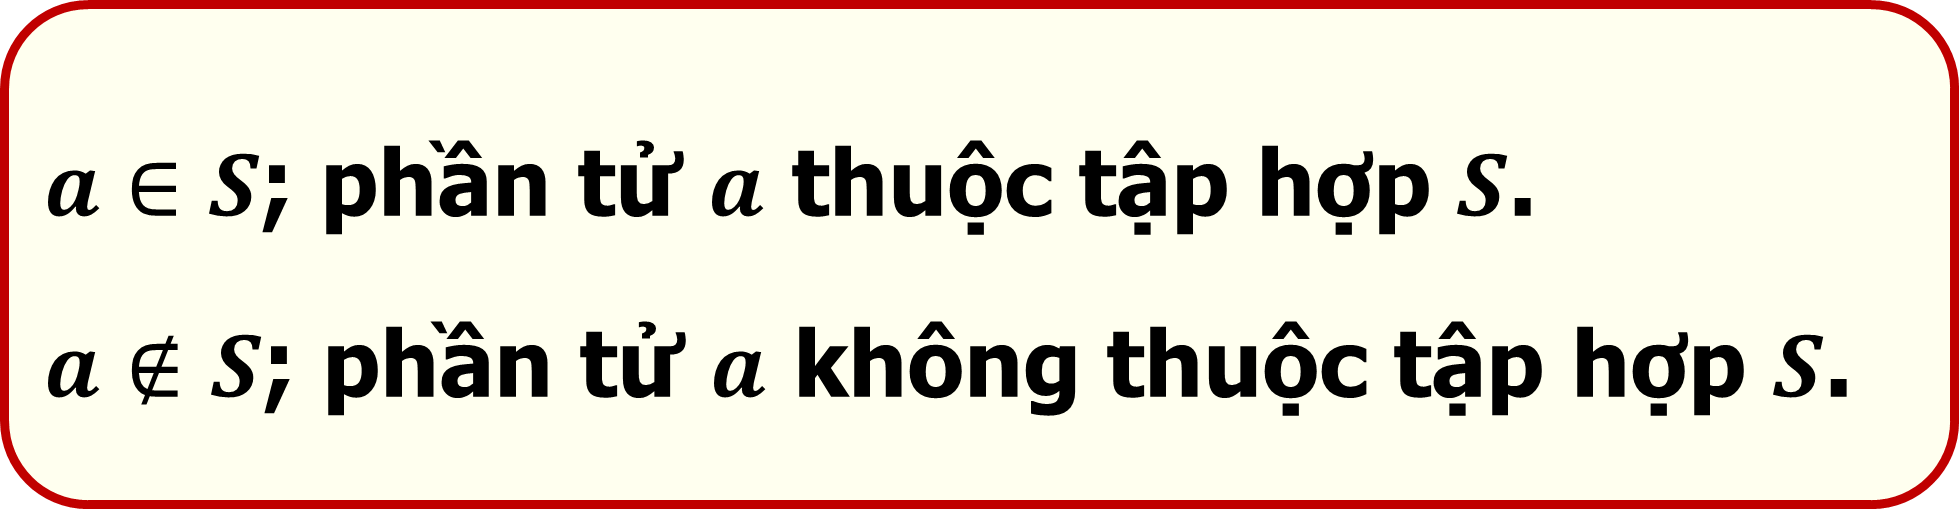 a ∈ S; phần tử a thuộc tập hợp S.
a ∉ S; phần tử a không thuộc tập hợp S.